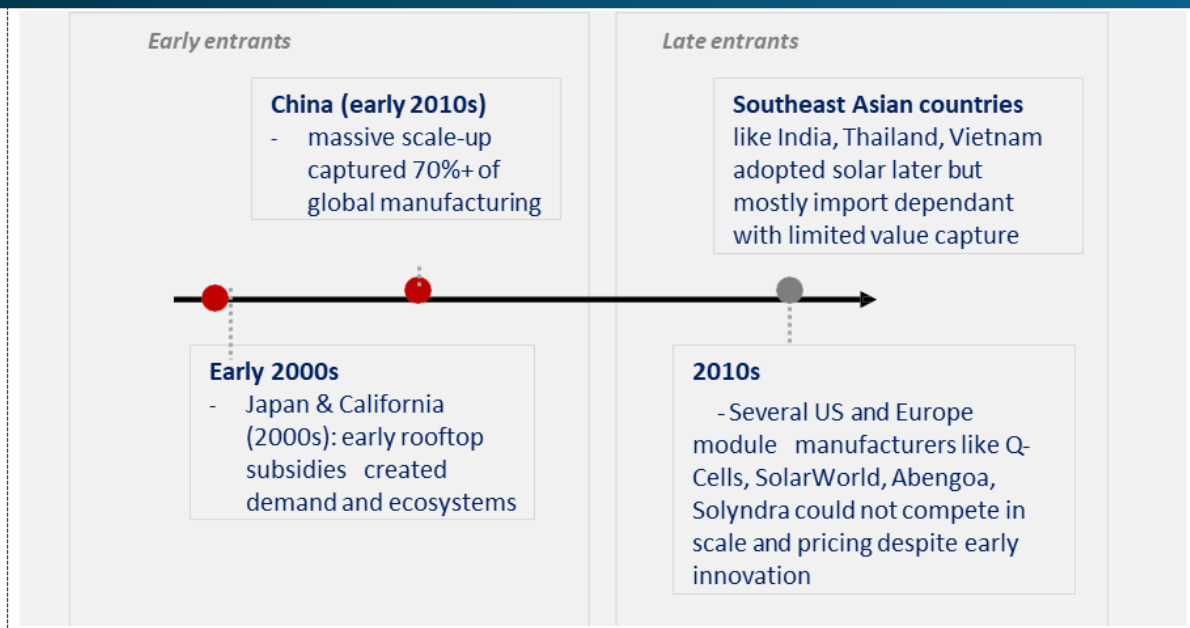 Early entrants
China (early 2010s)
- massive scale-up
captured 70%+ of
global manufacturing
Early 2000s
- Japan & California
(2000s): early rooftop
subsidies created
demand and ecosystems
Late entrants
Southeast Asian countries
like India, Thailand, Vietnam
adopted solar later but
mostly import dependant
with limited value capture
2010s
- Several US and Europe
module manufacturers like Q-
Cells, SolarWorld, Abengoa,
Solyndra could not compete in
scale and pricing despite early
innovation